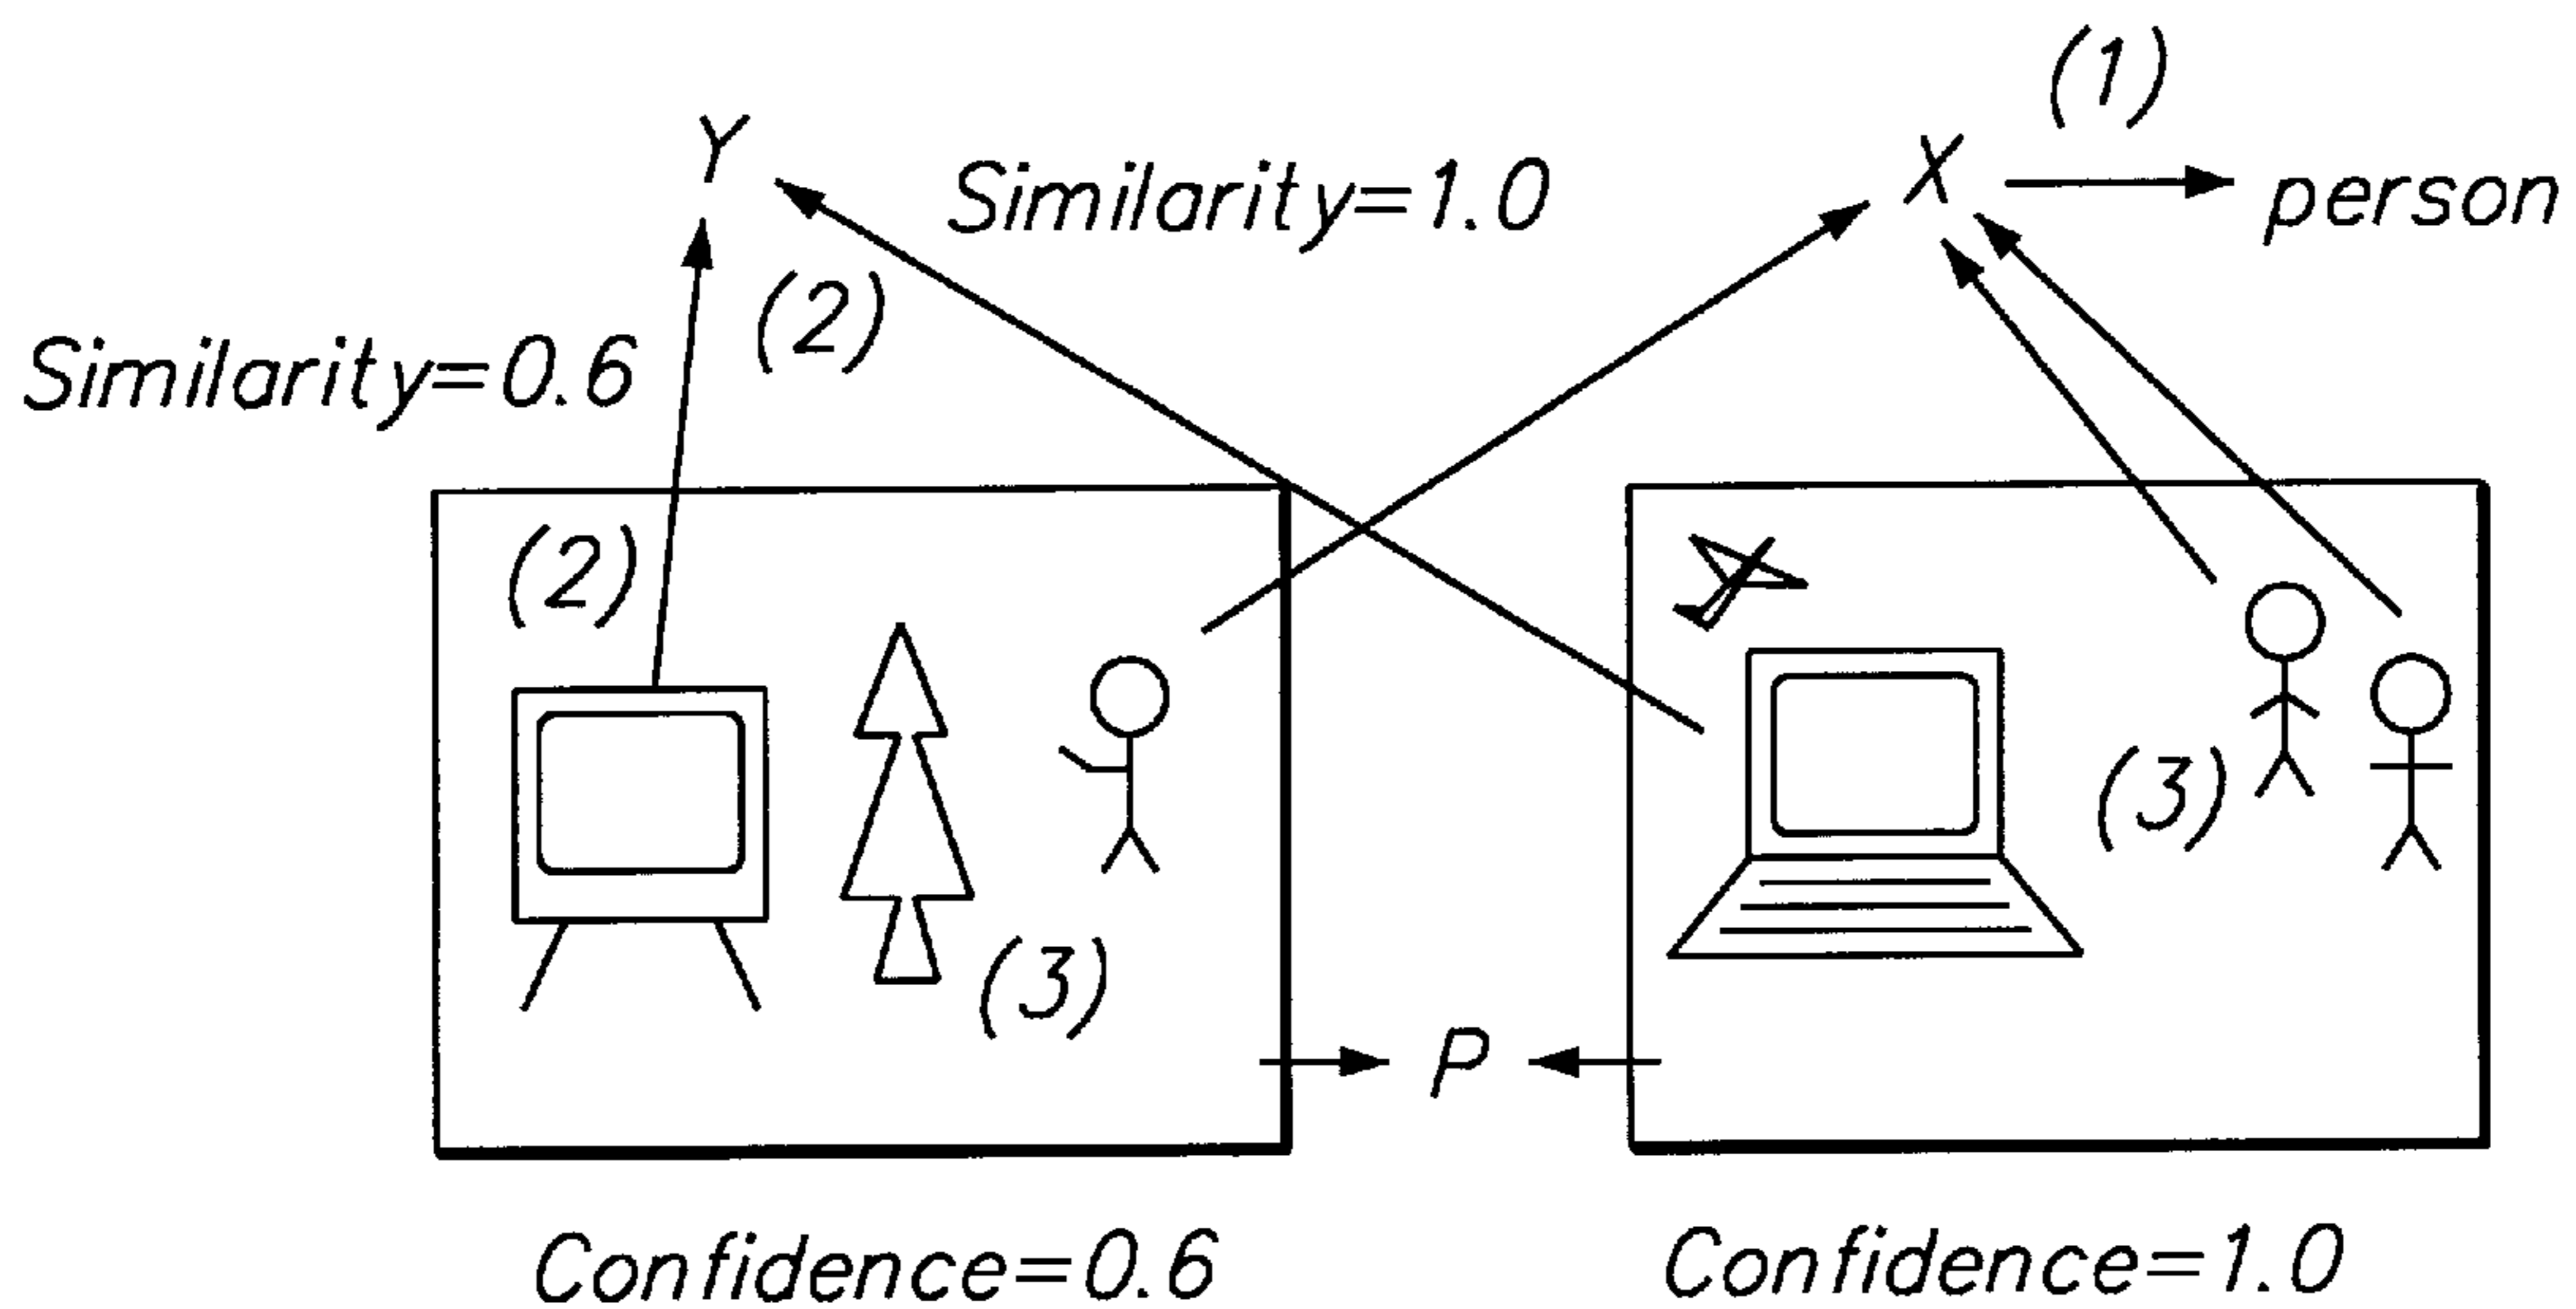 (1)
Y
Similarity=1.0
X
person
(2)
Similarity=0.6
(2)
(3)
(3)
P
Confidence=0.6
Confidence=1.0